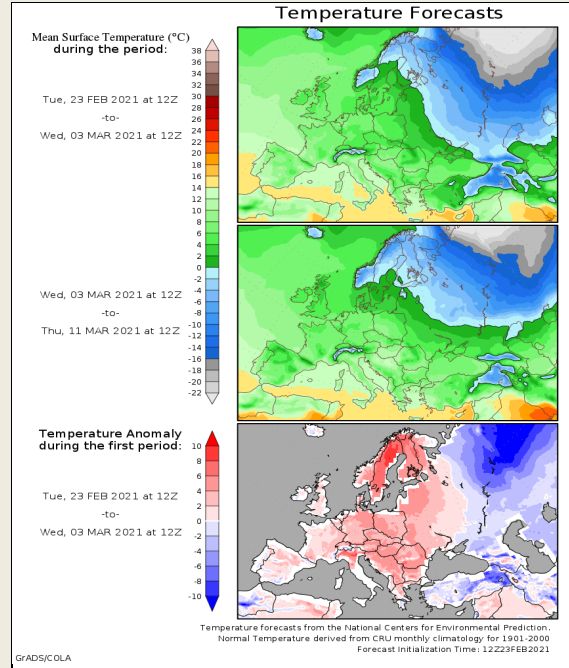 Temperature Forecasts
Mean Surface Temperature (°C)
during the period:
38
36
34
32
30
28
26
24
22
20
18
16
14
12
10
8
6
4
2
0
-2
-4
-6
-8
-10
-12
-14
-16
-18
-20
-22
Tue, 23 FEB 2021 at 12Z
-to-
Wed, 03 MAR 2021 at 12Z
Wed, 03 MAR 2021 at 12Z
-to-
Thu, 11 MAR 2021 at 12Z
Temperature Anomaly
during the first period:
10
8
6
4
2
0
-2
-4
-6
-8
-10
Tue, 23 FEB 2021 at 12Z
-to-
Wed, 03 MAR 2021 at 12Z
Temperature forecasts from the National Centers for Environmental Prediction.
Normal Temperature derived from CRU monthly climatology for 1901-2000
Forecast Initialization Time: 12Z23FEB2021
GrADS/COLA